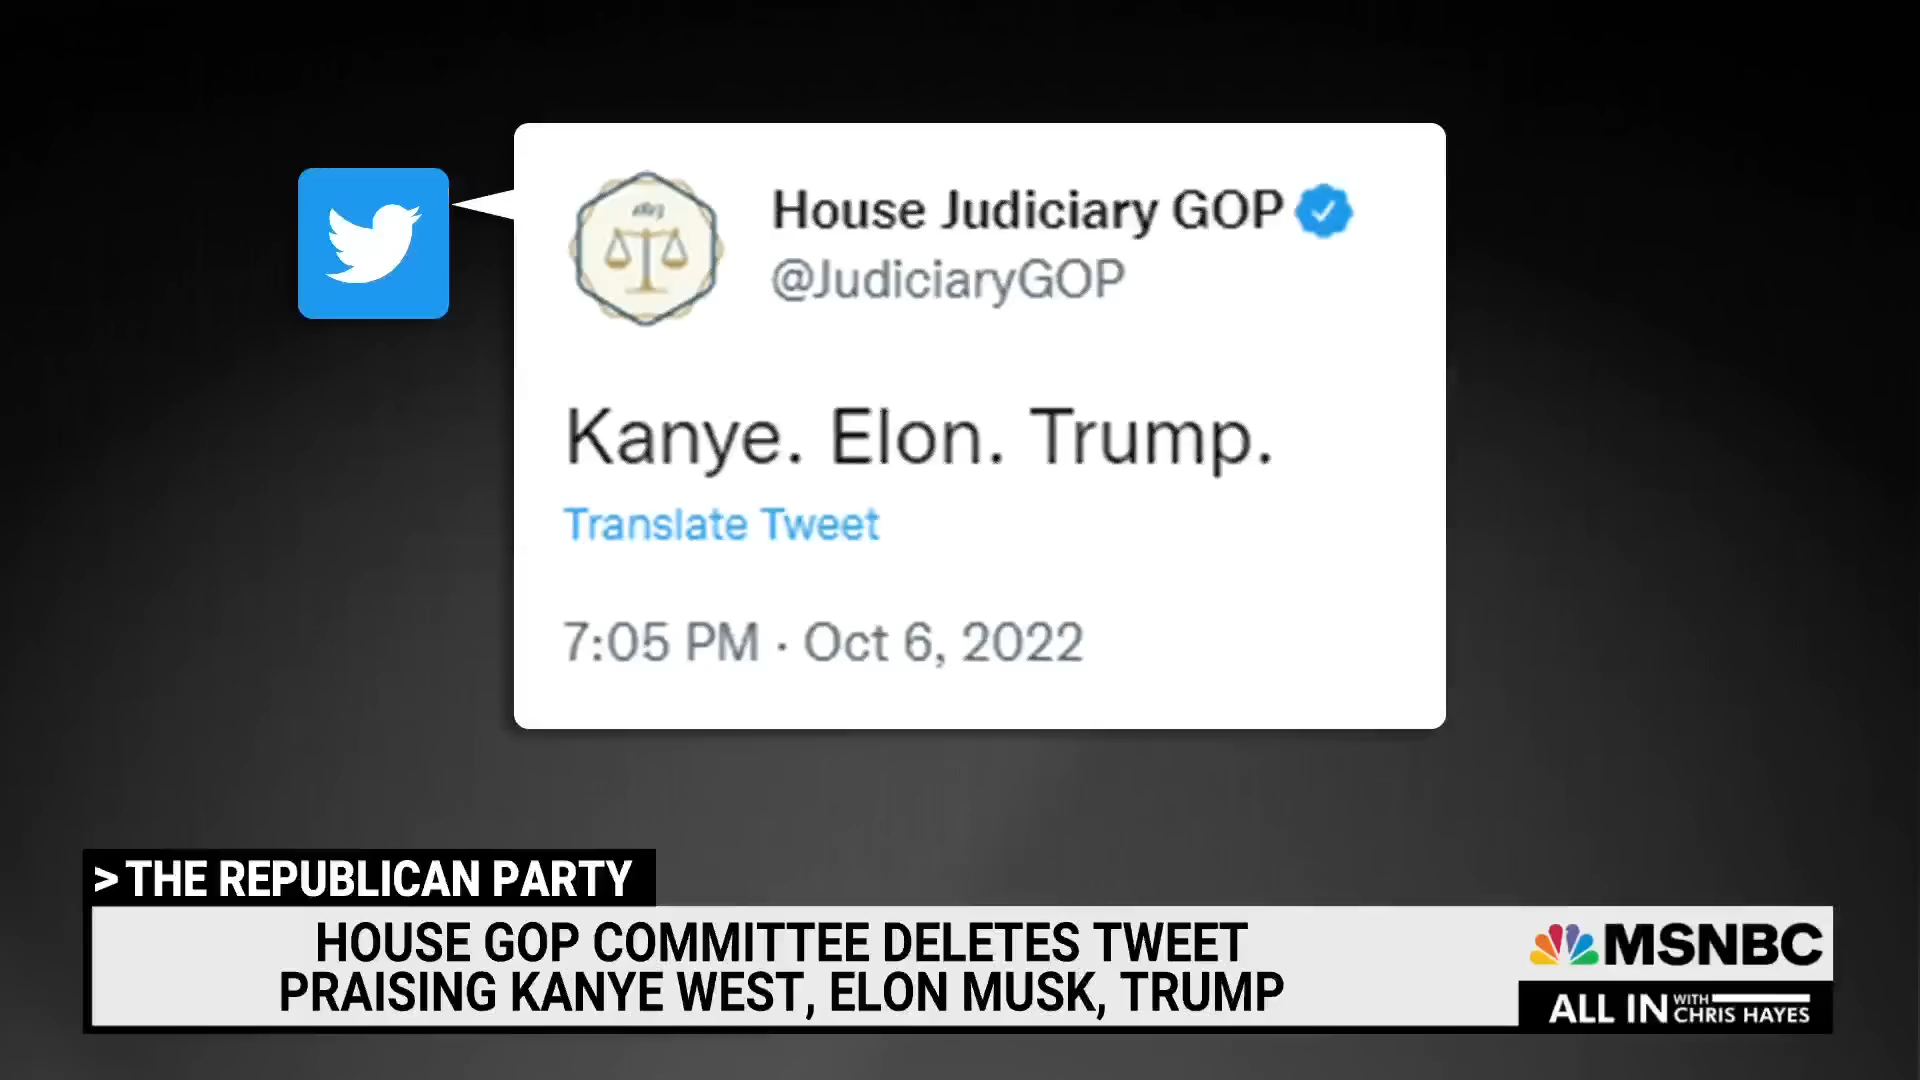 House Judiciary GOP
@JudiciaryGOP
Kanye. Elon. Trump.
Translate Tweet
7:05 PM · Oct 6, 2022
> THE REPUBLICAN PARTY
HOUSE GOP COMMITTEE DELETES TWEET
PRAISING KANYE WEST, ELON MUSK, TRUMP
MSNBC
ALL IN WITH CHRIS HAYES